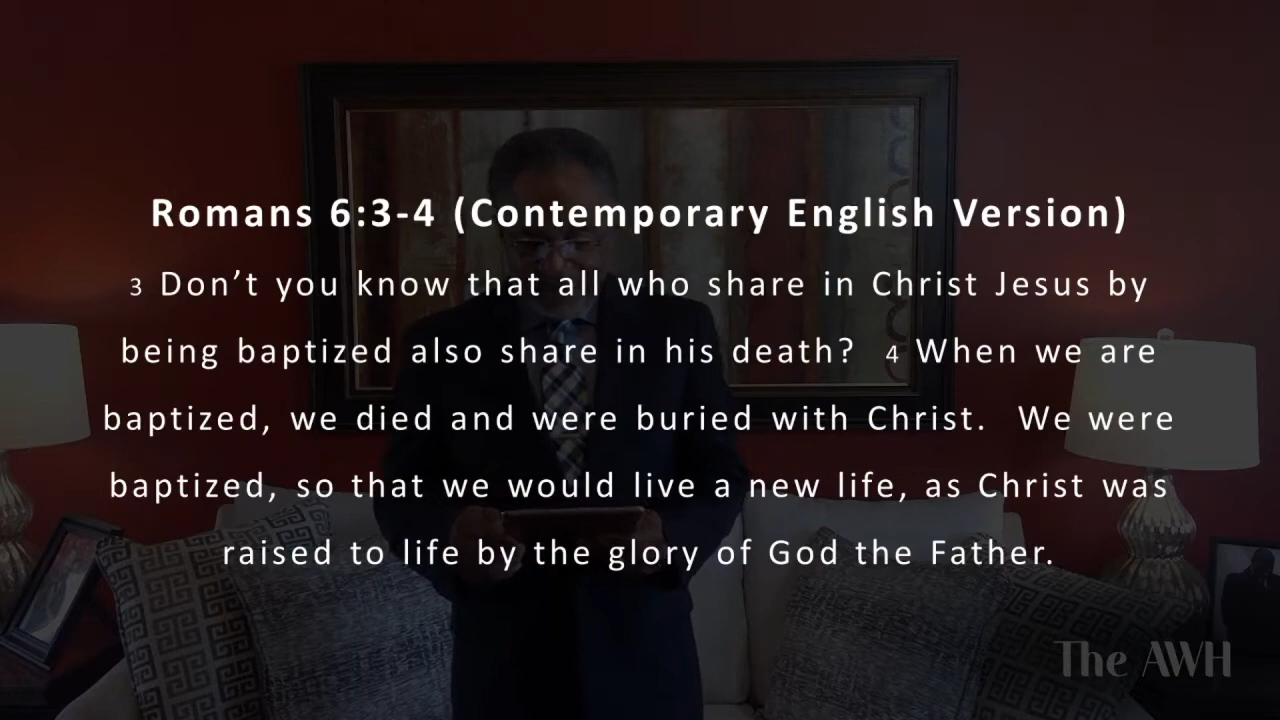 Romans 6:3-4 (Contemporary English Version)
3 Don’t you know that all who share in Christ Jesus by
being baptized also share in his death?  4 When we are
baptized, we died and were buried with Christ.  We were
baptized, so that we would live a new life, as Christ was
raised to life by the glory of God the Father.
The AWH